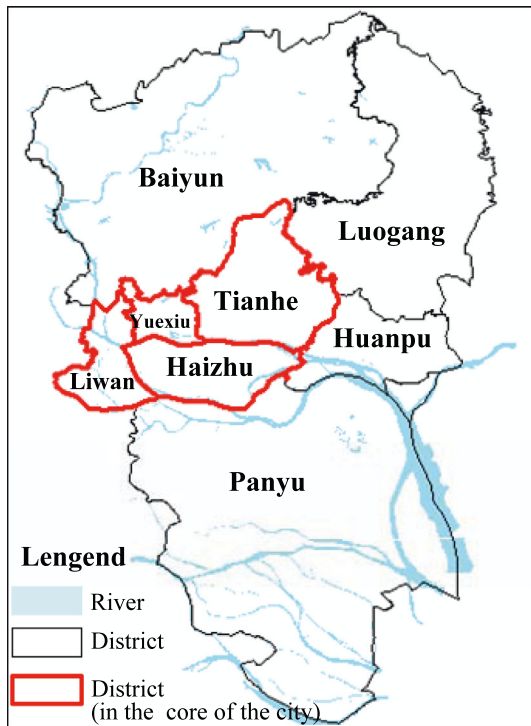 Baiyun
Luogang
Tianhe
Yuexiu
Huanpu
Haizhu
Liwan
Panyu
Lengend
River
District
District
(in the core of the city)